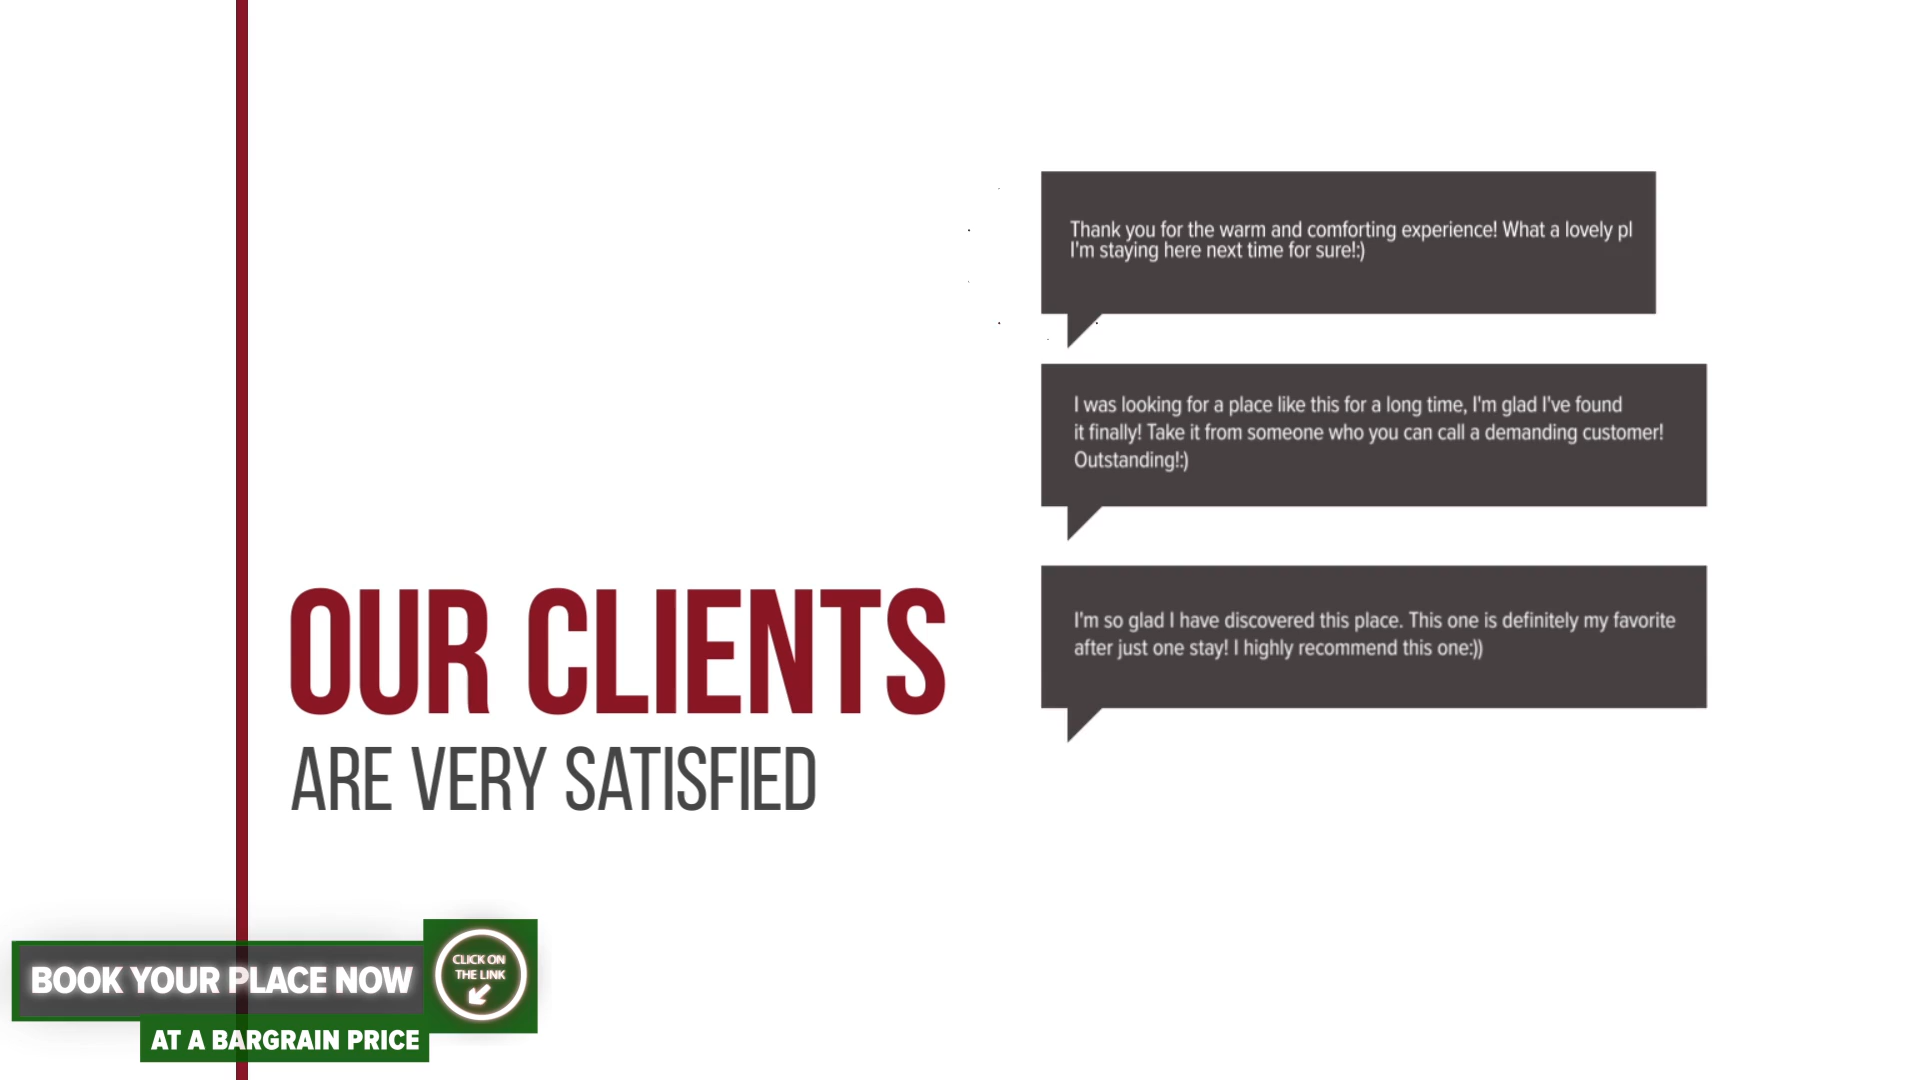 Thank you for the warm and comforting experience! What a lovely pl
I'm staying here next time for sure!:)
I was looking for a place like this for a long time, I'm glad I've found
it finally! Take it from someone who you can call a demanding customer!
Outstanding!:)
I'm so glad I have discovered this place. This one is definitely my favorite
after just one stay! I highly recommend this one:))
OUR CLIENTS
ARE VERY SATISFIED
BOOK YOUR PLACE NOW
CLICK ON
THE LINK
AT A BARGRAIN PRICE